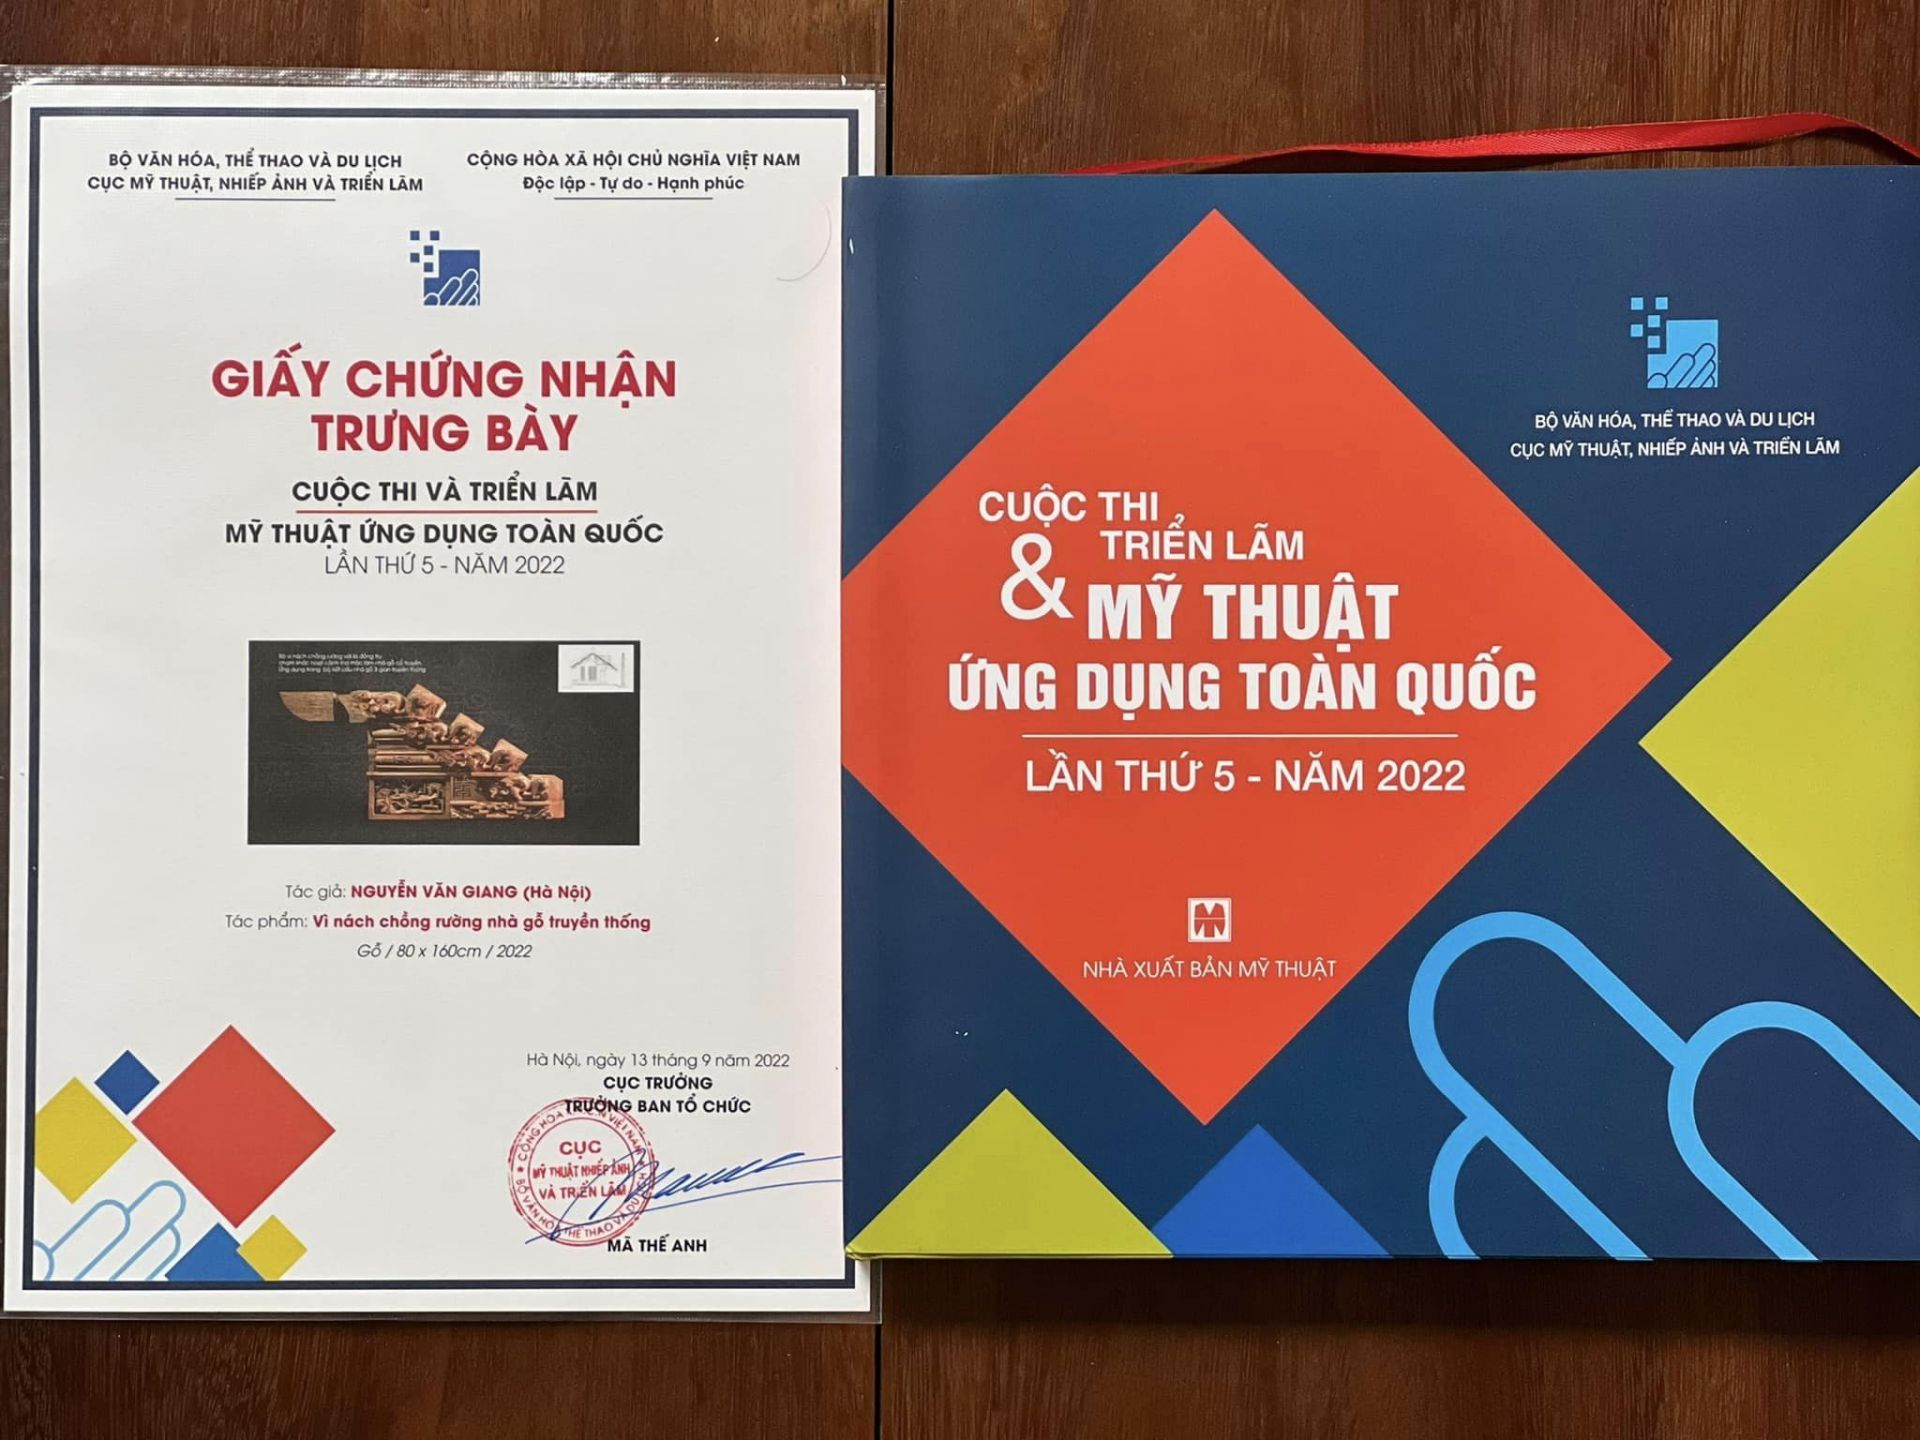 BỘ VĂN HÓA, THỂ THAO VÀ DU LỊCH
CỤC MỸ THUẬT, NHIẾP ẢNH VÀ TRIỂN LÃM
CỘNG HÒA XÃ HỘI CHỦ NGHĨA VIỆT NAM
Độc lập - Tự do - Hạnh phúc
GIẤY CHỨNG NHẬN
TRƯNG BÀY
CUỘC THI VÀ TRIỂN LÃM
MỸ THUẬT ỨNG DỤNG TOÀN QUỐC
LẦN THỨ 5 - NĂM 2022
Tác giả: NGUYỄN VĂN GIANG (Hà Nội)
Tác phẩm: Vì nách chồng rường nhà gỗ truyền thống
Gỗ / 80 x 160cm / 2022
Hà Nội, ngày 13 tháng 9 năm 2022
CỤC TRƯỞNG
TRƯỞNG BAN TỔ CHỨC
CỤC
MỸ THUẬT NHIẾP ẢNH
VÀ TRIỂN LÃM
MÃ THẾ ANH
BỘ VĂN HÓA, THỂ THAO VÀ DU LỊCH
CỤC MỸ THUẬT, NHIẾP ẢNH VÀ TRIỂN LÃM
CUỘC THI
& TRIỂN LÃM
MỸ THUẬT
ỨNG DỤNG TOÀN QUỐC
LẦN THỨ 5 - NĂM 2022
NHÀ XUẤT BẢN MỸ THUẬT